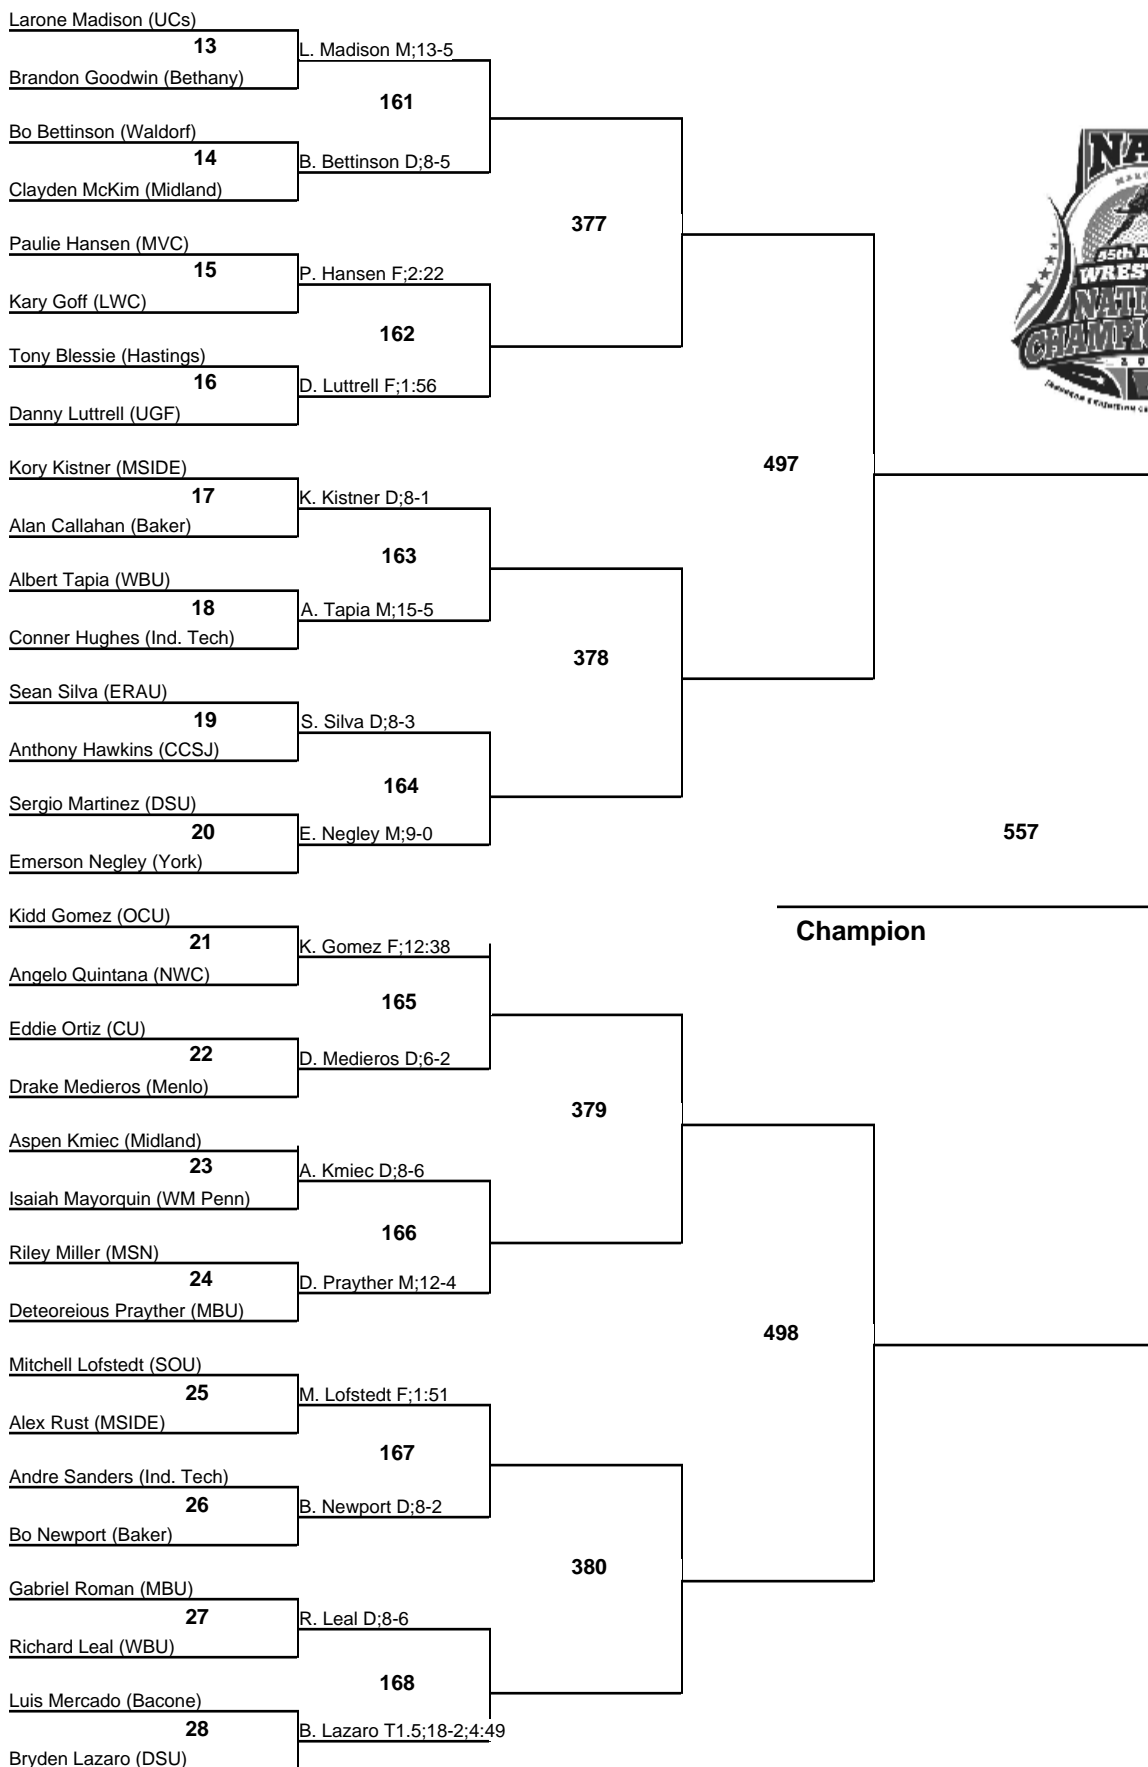 Larone Madison (UCs)
13
L. Madison M;13-5
Brandon Goodwin (Bethany)
161
Bo Bettinson (Waldorf)
14
B. Bettinson D;8-5
Clayden McKim (Midland)
377
Paulie Hansen (MVC)
15
P. Hansen F;2:22
Kary Goff (LWC)
162
Tony Blessie (Hastings)
16
D. Luttrell F;1:56
Danny Luttrell (UGF)
497
Kory Kistner (MSIDE)
17
K. Kistner D;8-1
Alan Callahan (Baker)
163
Albert Tapia (WBU)
18
A. Tapia M;15-5
Conner Hughes (Ind. Tech)
378
Sean Silva (ERAU)
19
S. Silva D;8-3
Anthony Hawkins (CCSJ)
164
Sergio Martinez (DSU)
20
E. Negley M;9-0
Emerson Negley (York)
557
Champion
Kidd Gomez (OCU)
21
K. Gomez F;12:38
Angelo Quintana (NWC)
165
Eddie Ortiz (CU)
22
D. Medieros D;6-2
Drake Medieros (Menlo)
379
Aspen Kmiec (Midland)
23
A. Kmiec D;8-6
Isaiah Mayorquin (WM Penn)
166
Riley Miller (MSN)
24
D. Prayther M;12-4
Deteoreious Prayther (MBU)
498
Mitchell Lofstedt (SOU)
25
M. Lofstedt F;1:51
Alex Rust (MSIDE)
167
Andre Sanders (Ind. Tech)
26
B. Newport D;8-2
Bo Newport (Baker)
380
Gabriel Roman (MBU)
27
R. Leal D;8-6
Richard Leal (WBU)
168
Luis Mercado (Bacone)
28
B. Lazaro T1.5;18-2;4:49
Bryden Lazaro (DSU)
NA
55th A
WREST
NATI
CHAMPIO